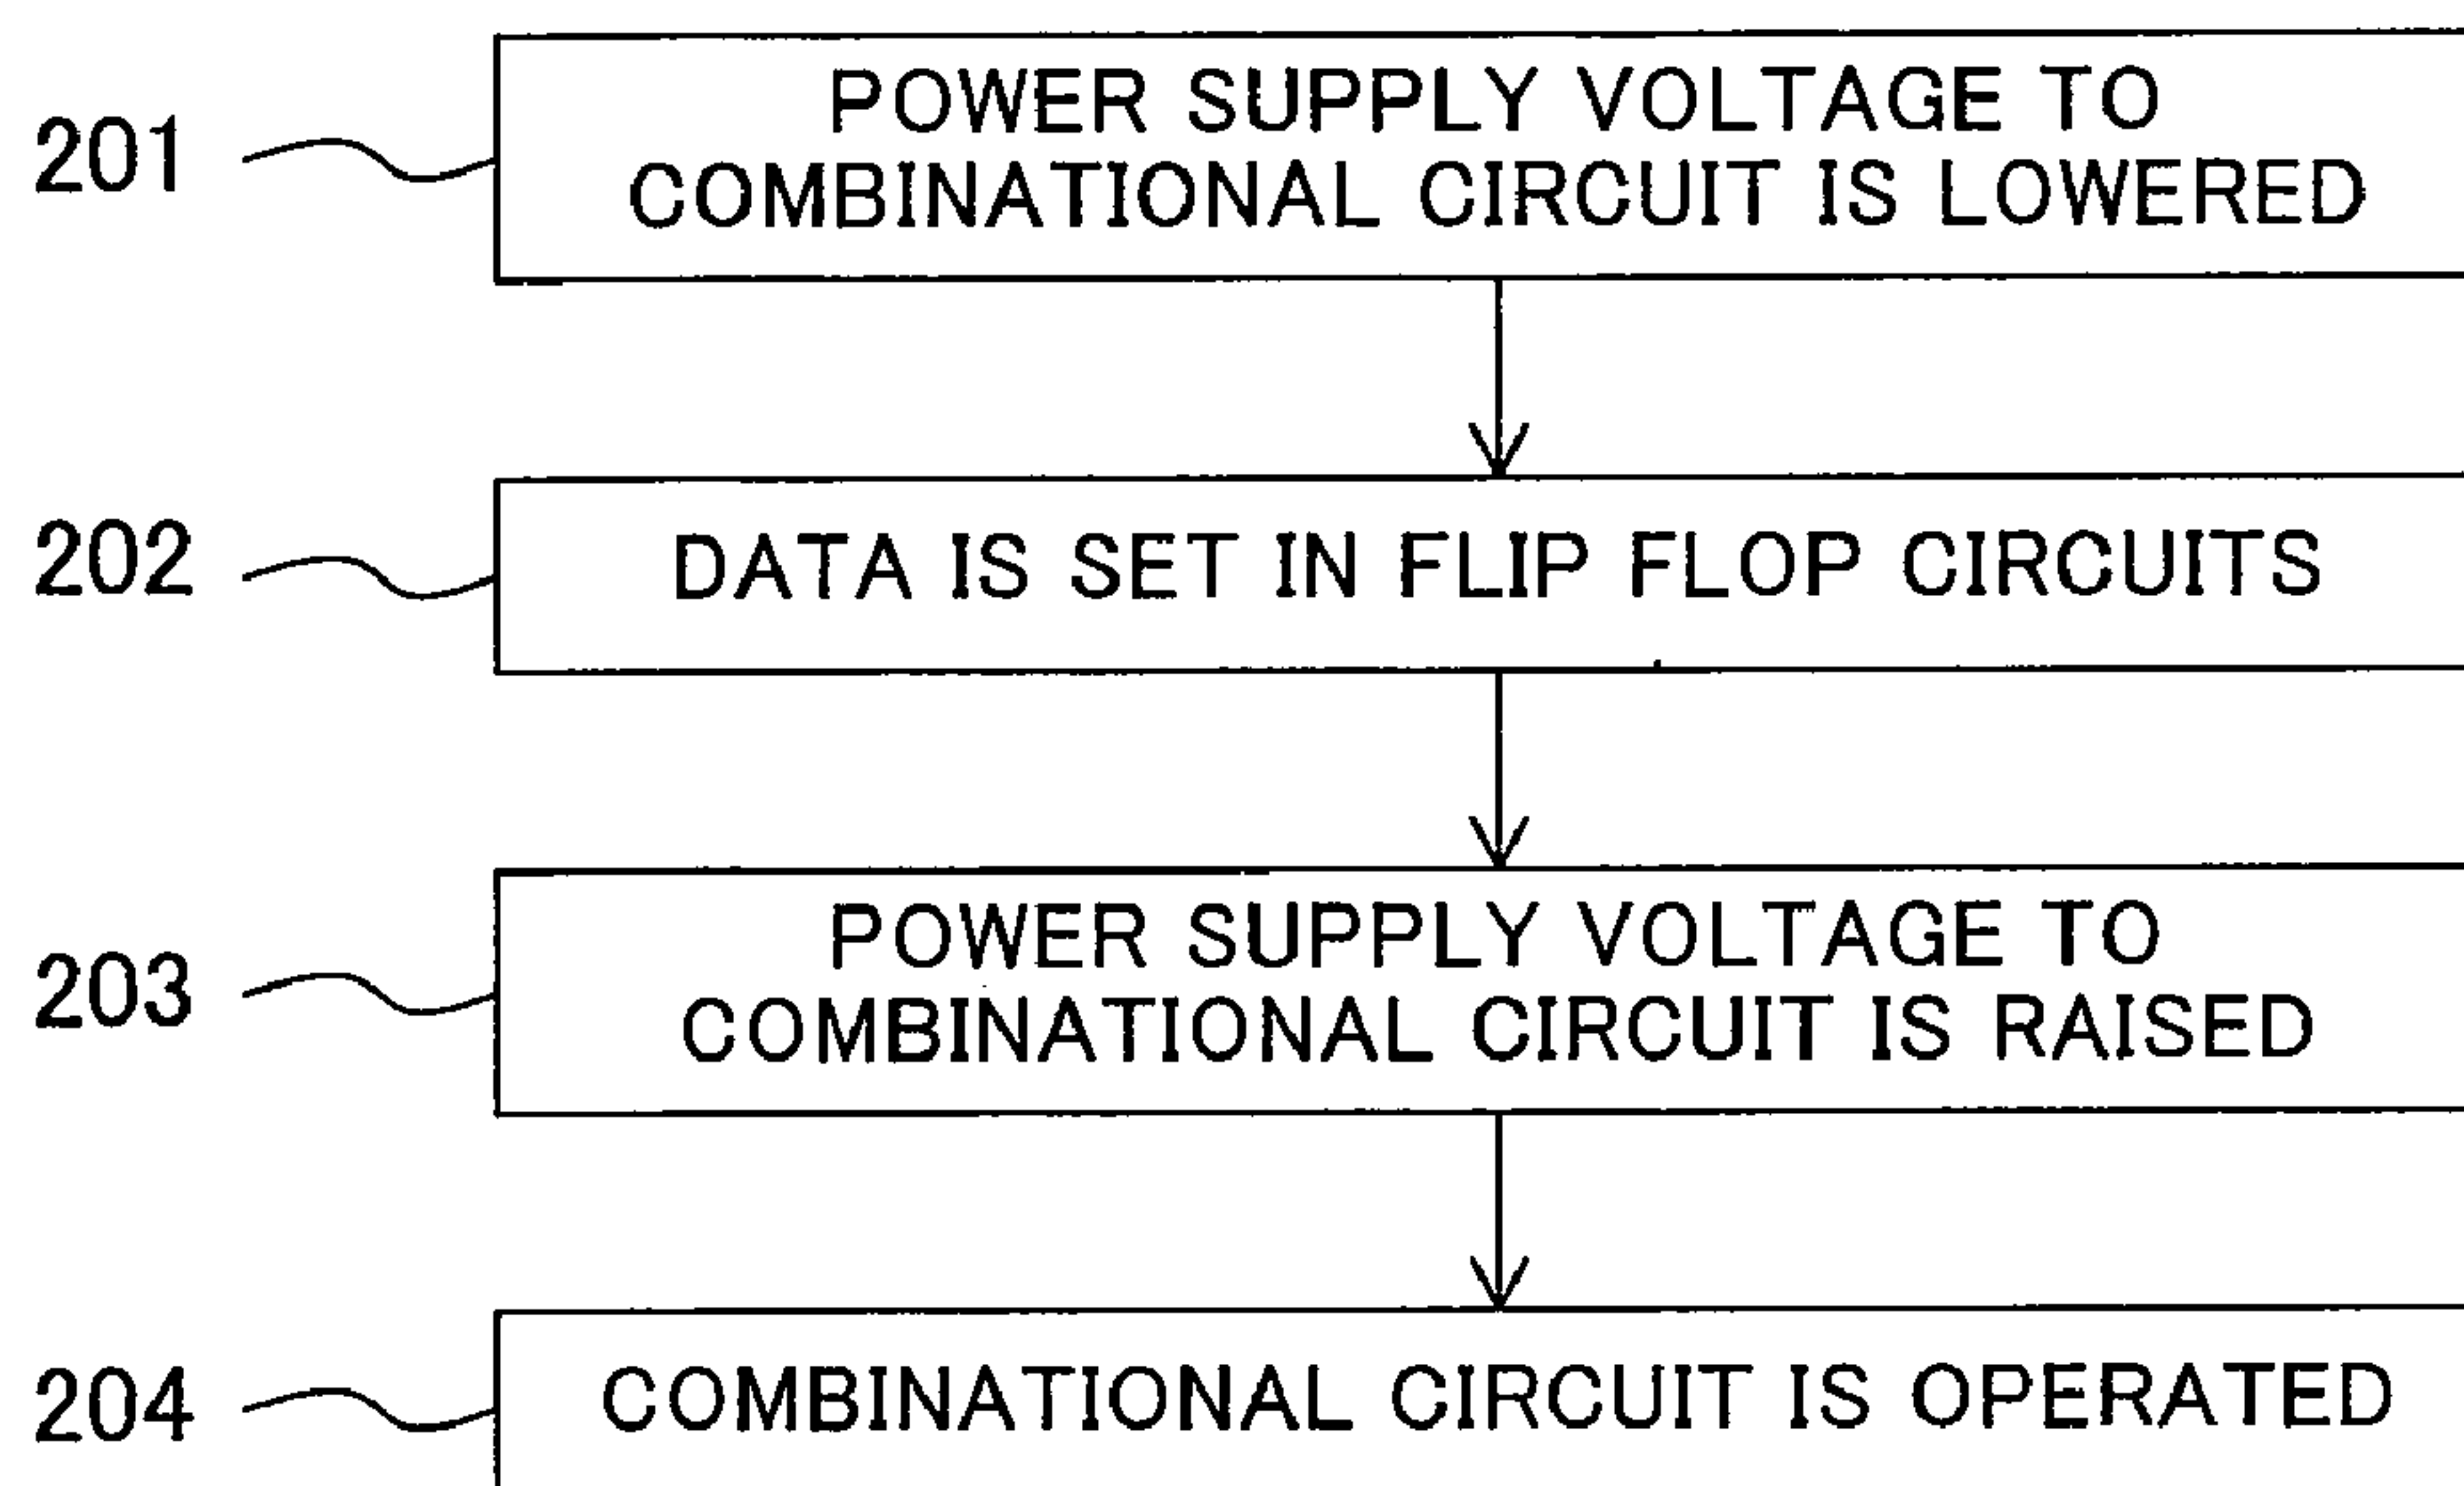 201
POWER SUPPLY VOLTAGE TO
COMBINATIONAL CIRCUIT IS LOWERED
202
DATA IS SET IN FLIP FLOP CIRCUITS
203
POWER SUPPLY VOLTAGE TO
COMBINATIONAL CIRCUIT IS RAISED
204
COMBINATIONAL CIRCUIT IS OPERATED